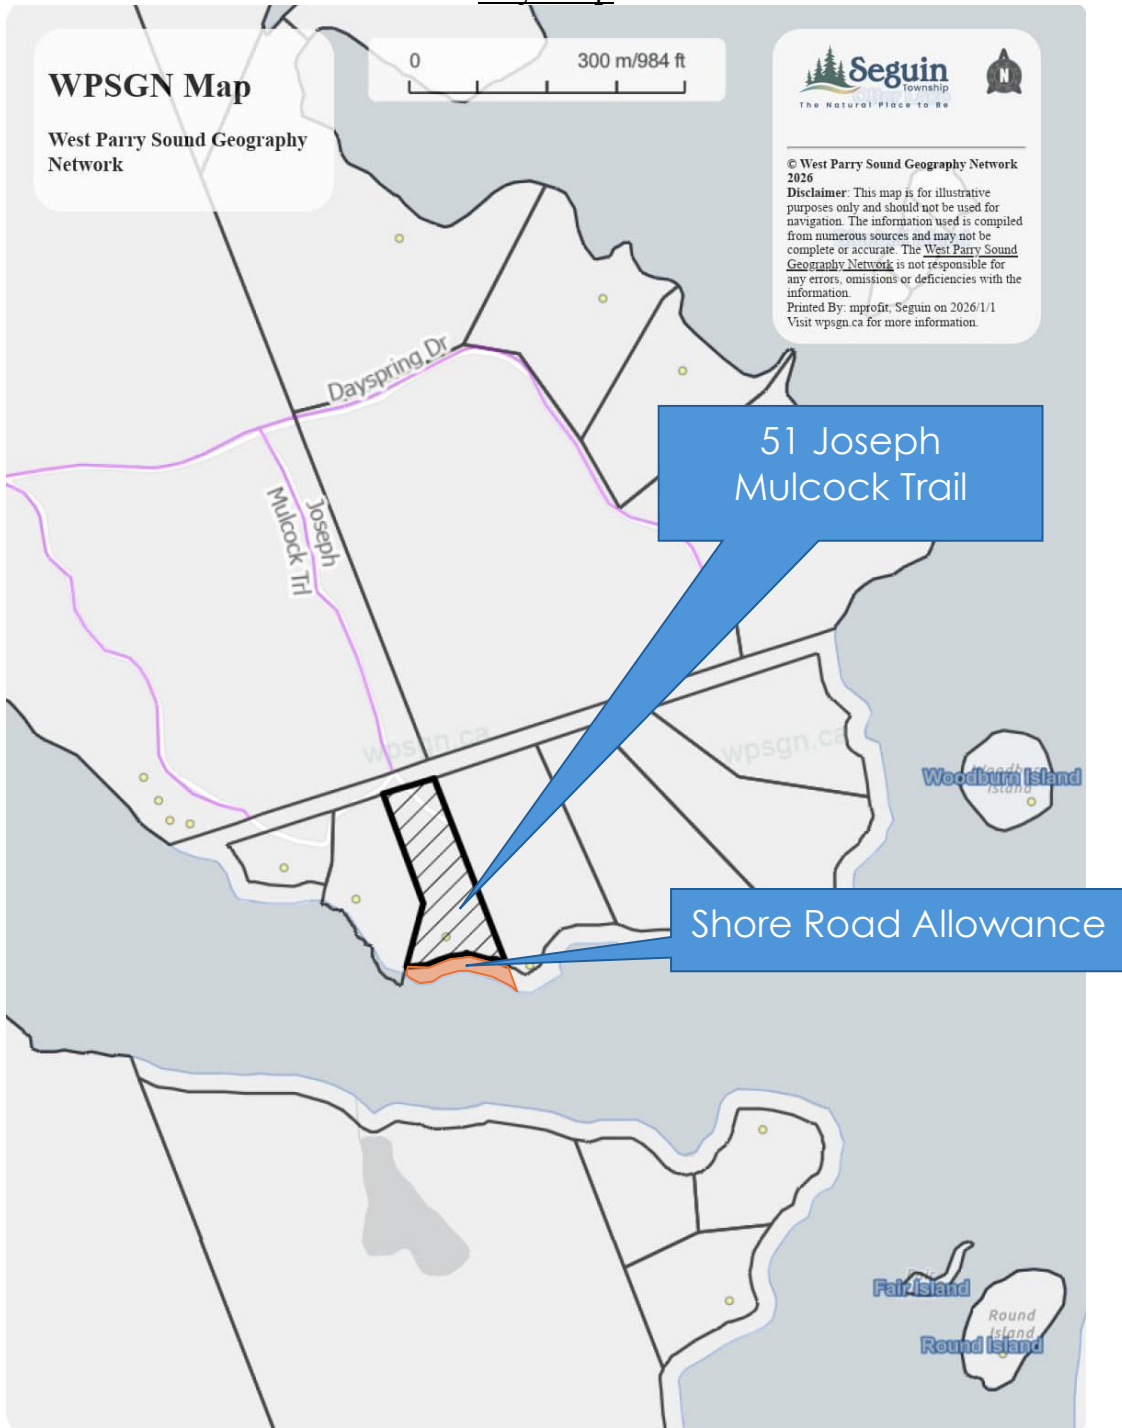 WPSGN Map
West Parry Sound Geography
Network
0 300 m/984 ft
Seguin
Township
The Natural Place to Be
N
© West Parry Sound Geography Network
2026
Disclaimer: This map is for illustrative
purposes only and should not be used for
navigation. The information used is compiled
from numerous sources and may not be
complete or accurate. The West Parry Sound
Geography Network is not responsible for
any errors, omissions or deficiencies with the
information.
Printed By: mprofit, Seguin on 2026/1/1
Visit wpsgn.ca for more information.
Dayspring Dr
Joseph
Mulcock Trl
51 Joseph
Mulcock Trail
wpsgn.ca
wpsgn.ca
Woodburn
Island
Woodburn Island
Shore Road Allowance
Fair Island
Round
Island
Round Island